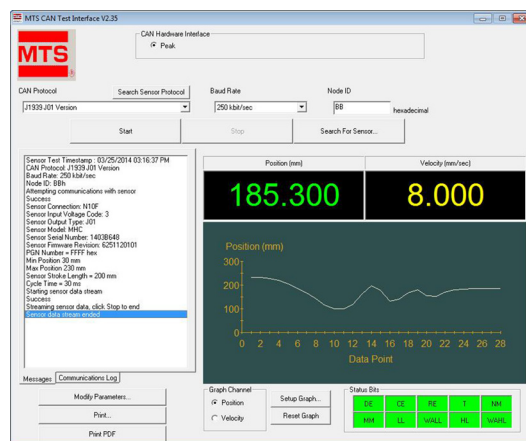 MTS CAN Test Interface V2.35
MTS
®
CAN Hardware Interface
Peak
CAN Protocol
Search Sensor Protocol
Baud Rate
Node ID
J1939 J01 Version
250 kbit/sec
BB
hexadecimal
Start
Stop
Search For Sensor...
Sensor Test Timestamp : 03/25/2014 03:16:37 PM
CAN Protocol: J1939 J01 Version
Baud Rate: 250 kbit/sec
Node ID: BBh
Attempting communications with sensor
Success
Sensor Connection: N10F
Sensor Input Voltage Code: 3
Sensor Output Type: J01
Sensor Model: MHC
Sensor Serial Number: 1403B648
Sensor Firmware Revision: 6251120101
PGN Number = FFFF hex
Min Position 30 mm
Max Position 230 mm
Sensor Stroke Length = 200 mm
Cycle Time = 30 ms
Starting sensor data stream
Success
Streaming sensor data, click Stop to end
Sensor data stream ended
Messages
Communications Log
Position (mm)
Velocity (mm/sec)
185.300
8.000
Position (mm)
300
200
100
0
0 2 4 6 8 10 12 14 16 18 20 22 24 26 28
Data Point
Modify Parameters...
Print...
Print PDF
Graph Channel
Position
Velocity
Setup Graph...
Reset Graph
Status Bits
DE CE RE T NM
MM LL WALL HL WAHL